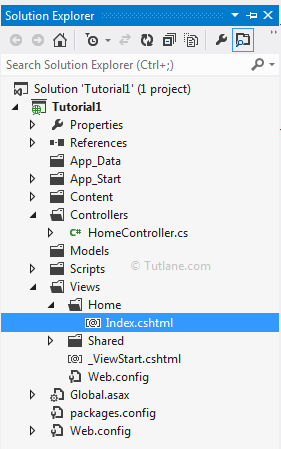 Solution Explorer
Search Solution Explorer (Ctrl+;)
Solution 'Tutorial1' (1 project)
Tutorial1
Properties
References
App_Data
App_Start
Content
Controllers
C# HomeController.cs
Models
Scripts
© Tutlane.com
Views
Home
[@] Index.cshtml
Shared
[@] _ViewStart.cshtml
Web.config
Global.asax
packages.config
Web.config